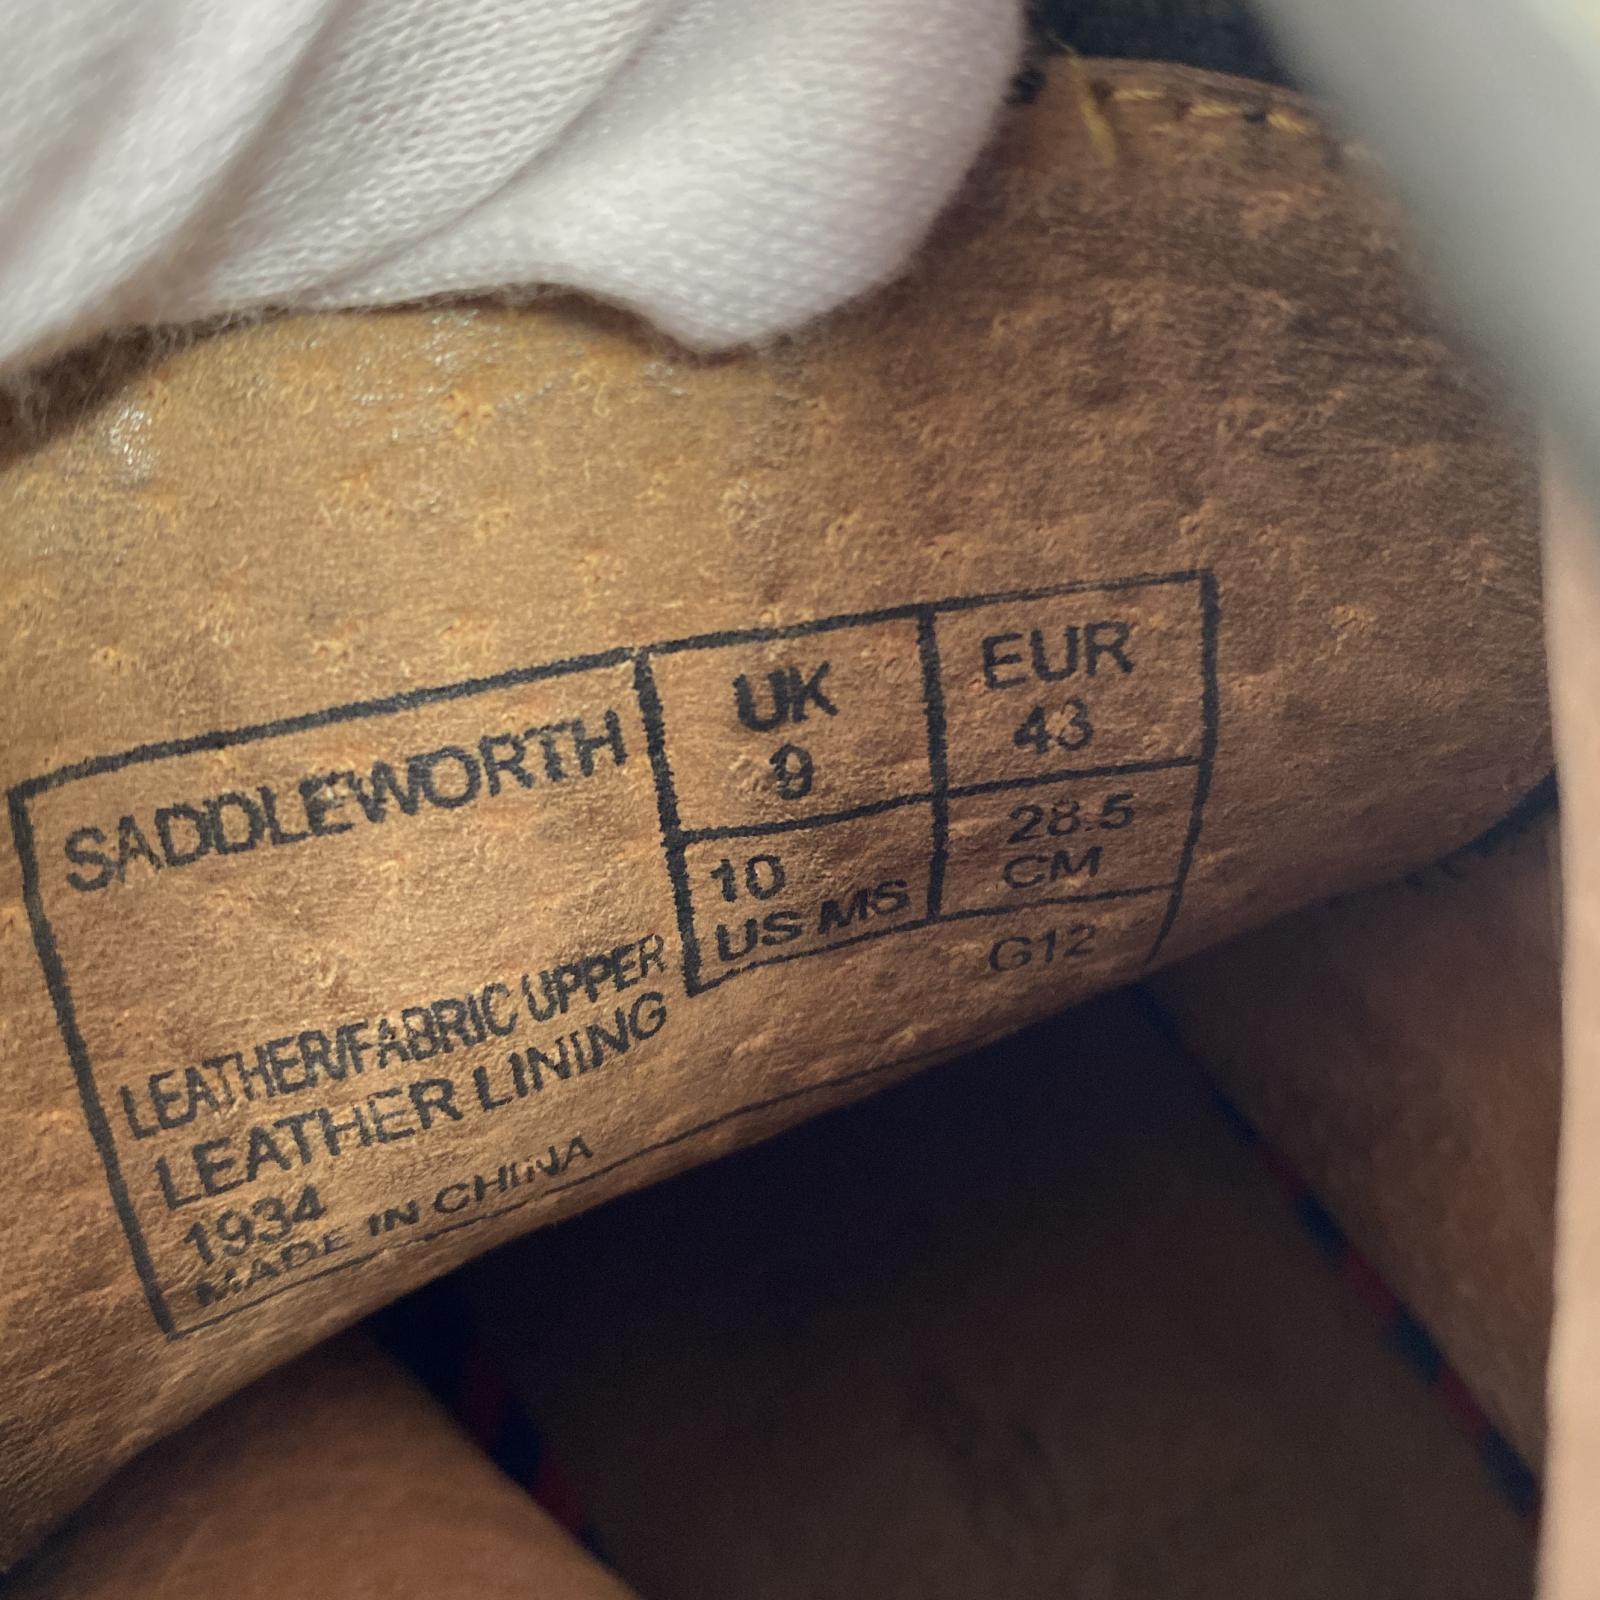 SADDLEWORTH
LEATHER/FABRIC UPPER
LEATHER LINING
1934
MADE IN CHINA
UK
9
EUR
43
10
US MS
28.5
CM
G12